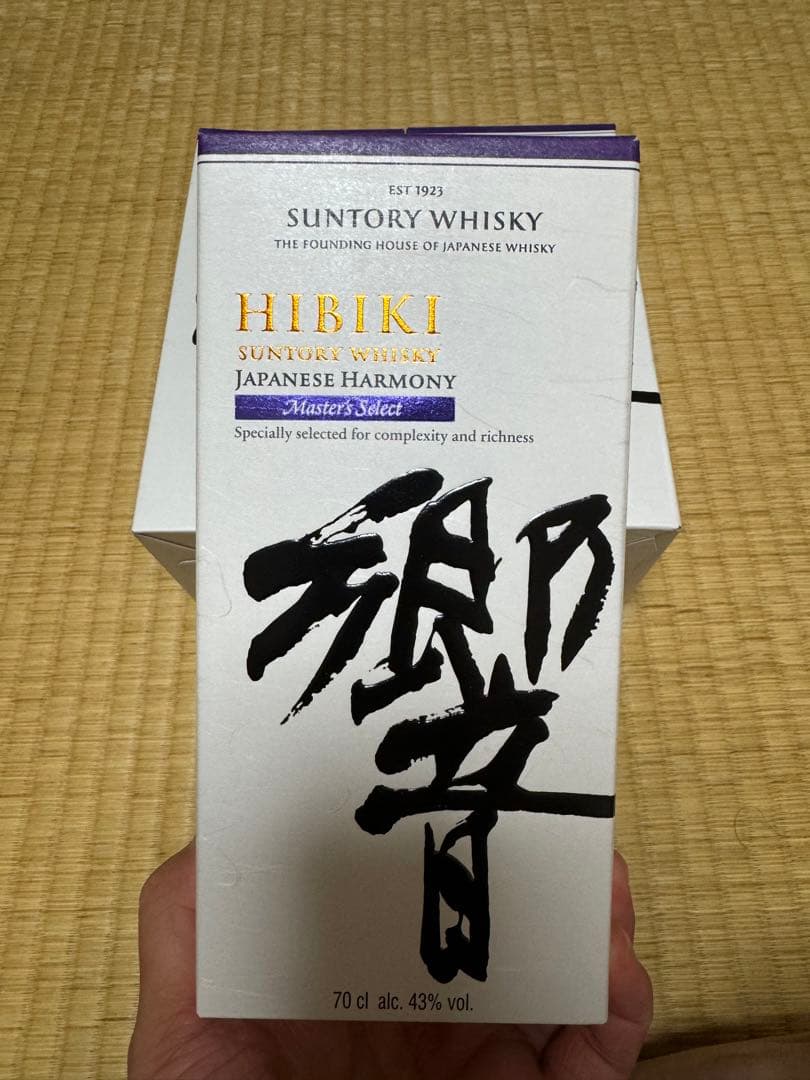 EST 1923
SUNTORY WHISKY
THE FOUNDING HOUSE OF JAPANESE WHISKY
HIBIKI
SUNTORY WHISKY
JAPANESE HARMONY
Master's Select
Specially selected for complexity and richness
響
70 cl alc. 43% vol.